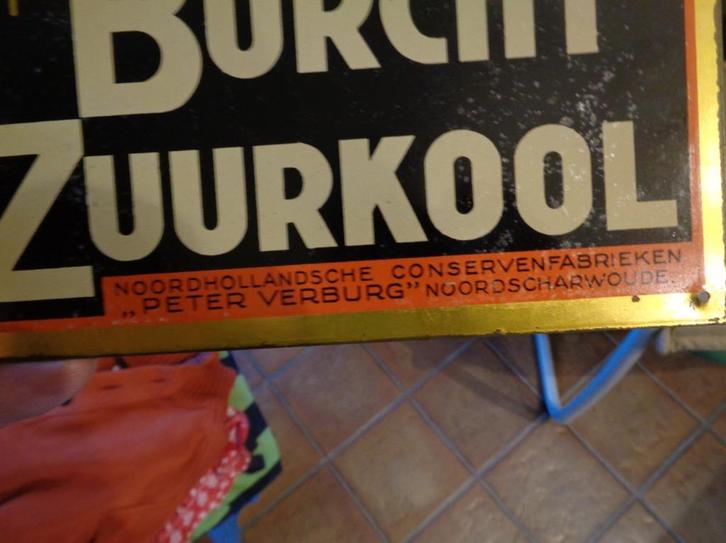 BURCHT
ZUURKOOL
NOORDHOLLANDSCHE CONSERVENFABRIEKEN
„PETER VERBURG” NOORDSCHARWOUDE.